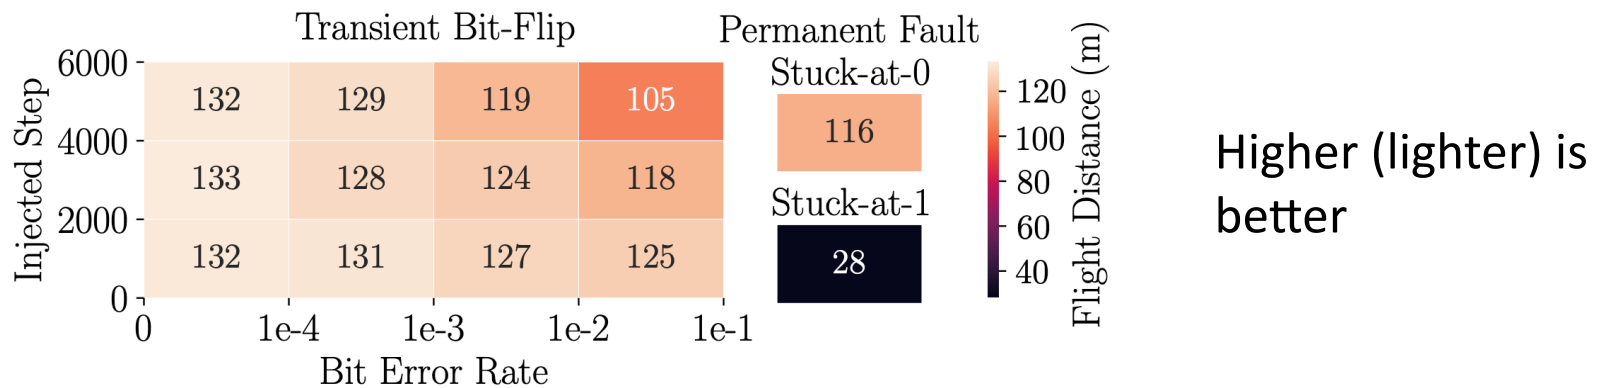 Transient Bit-Flip
Injected Step
6000
4000
2000
0
132 129 119 105
133 128 124 118
132 131 127 125
0 1e-4 1e-3 1e-2 1e-1
Bit Error Rate
Permanent Fault
Stuck-at-0
116
Stuck-at-1
28
120
100
80
60
40
Flight Distance (m)
Higher (lighter) is
better